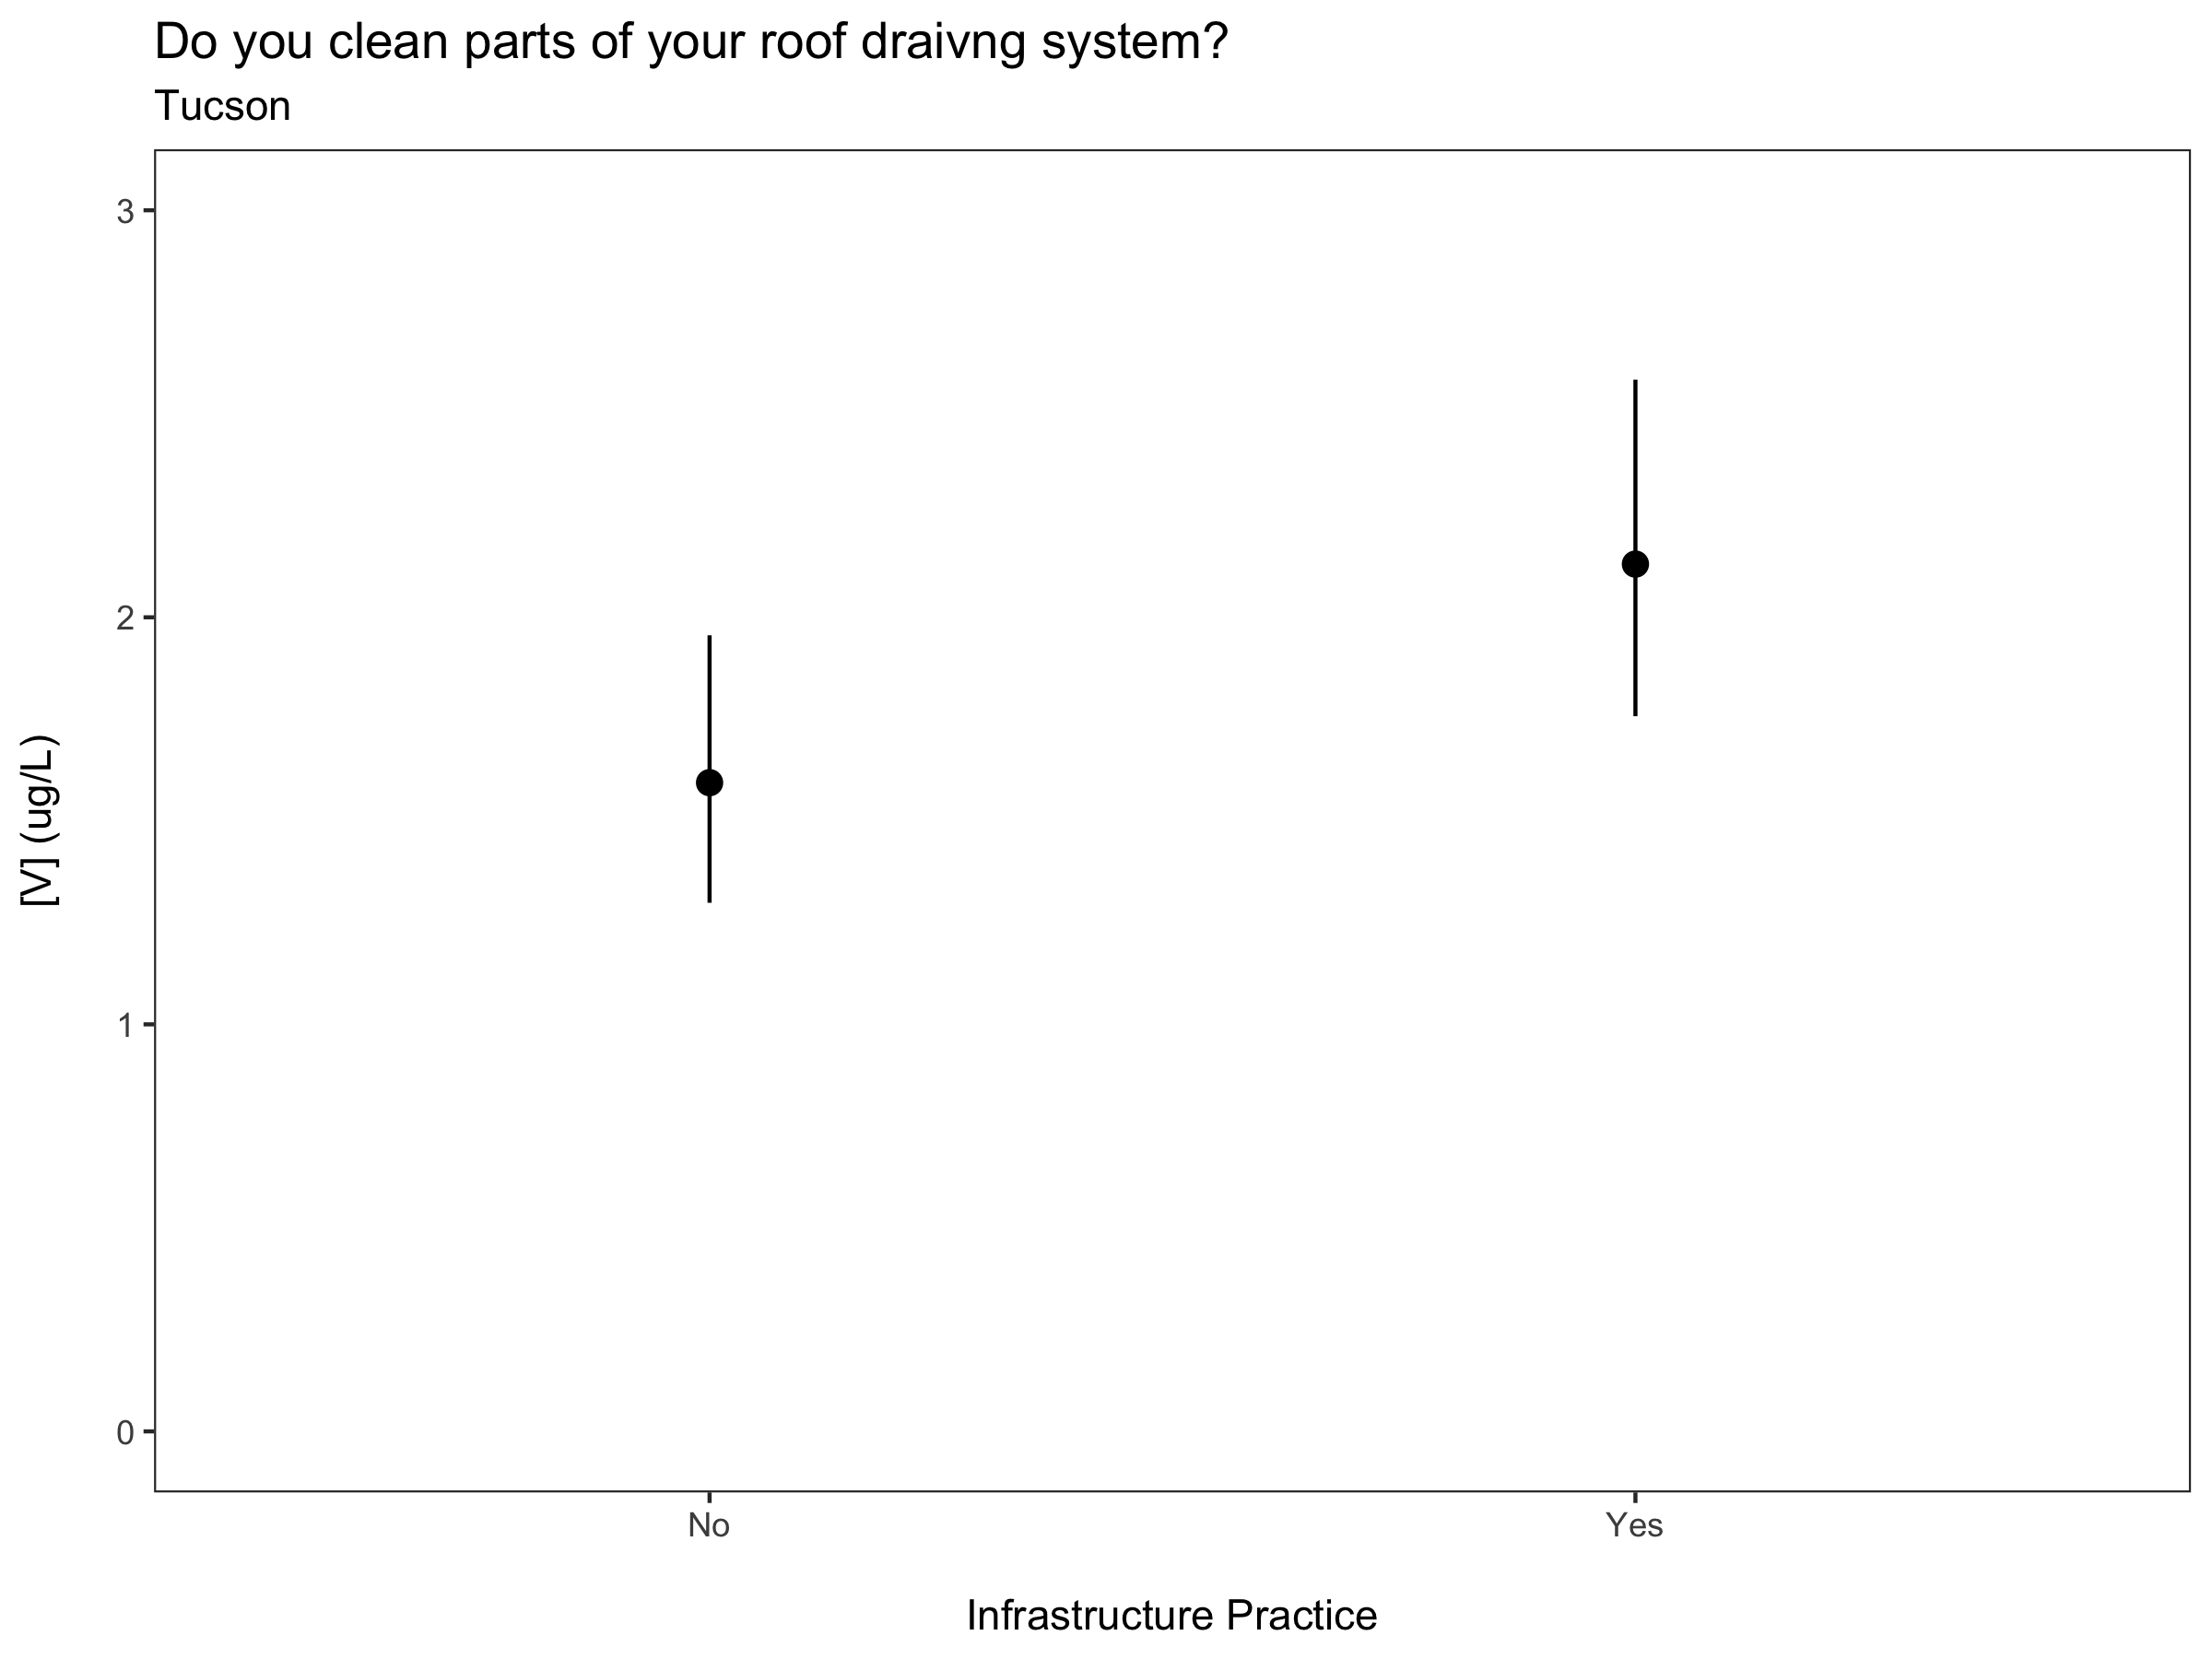 Do you clean parts of your roof draivng system?
Tucson
3
2
1
0
[V] (ug/L)
No
Yes
Infrastructure Practice